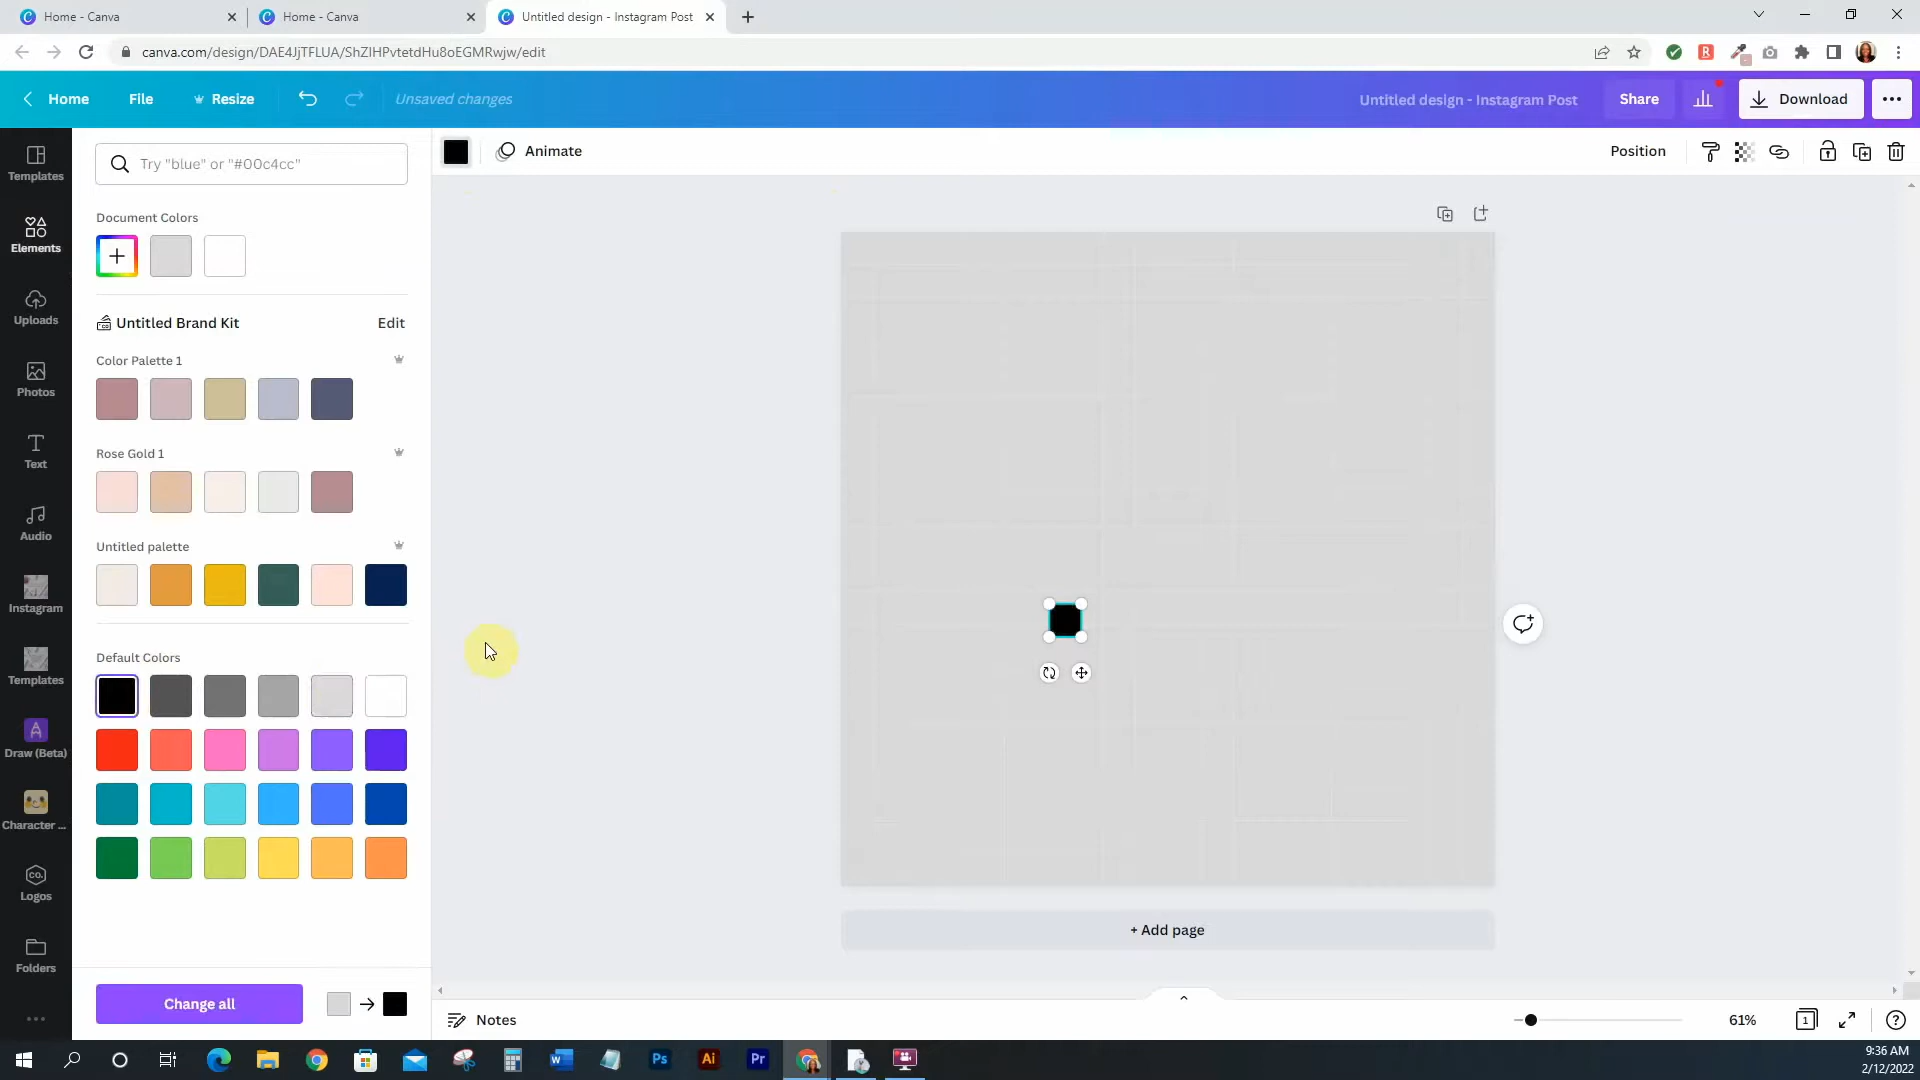 Home - Canva
Home - Canva
Untitled design - Instagram Post
canva.com/design/DAE4JjTFLUA/ShZIHPvtetdHu8oEGMRwjw/edit
Home
File
Resize
Unsaved changes
Untitled design - Instagram Post
Share
Download
Try "blue" or "#00c4cc"
Animate
Position
Templates
Elements
Uploads
Photos
Text
Audio
Instagram
Templates
Draw (Beta)
Character ...
Logos
Folders
Document Colors
Untitled Brand Kit
Edit
Color Palette 1
Rose Gold 1
Untitled palette
Default Colors
Change all
+ Add page
Notes
61%
1
9:36 AM
2/12/2022